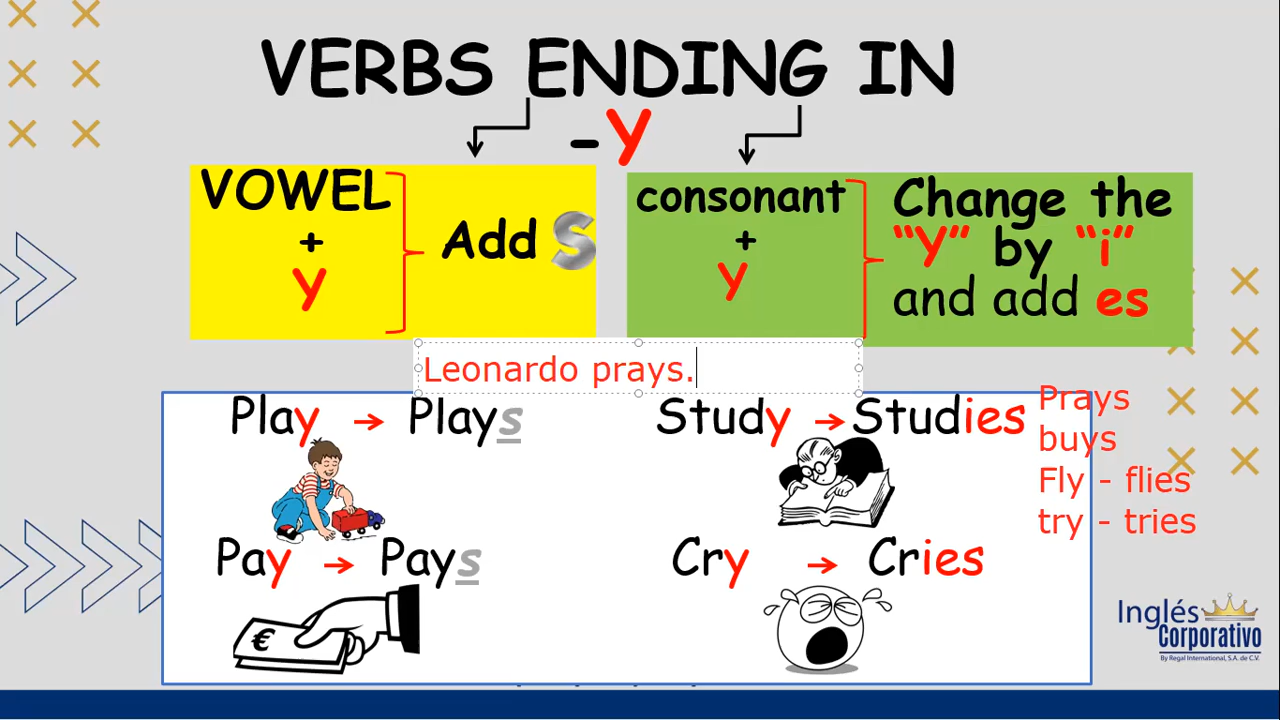 VERBS ENDING IN
-y
VOWEL
+
y
Add S
consonant
+
y
Change the
“Y” by “i”
and add es
Leonardo prays.
Play → Plays
Study → Studies
Pay → Pays
Cry → Cries
Prays
buys
Fly - flies
try - tries
€
Inglés
Corporativo
By Regal International, S.A. de C.V.